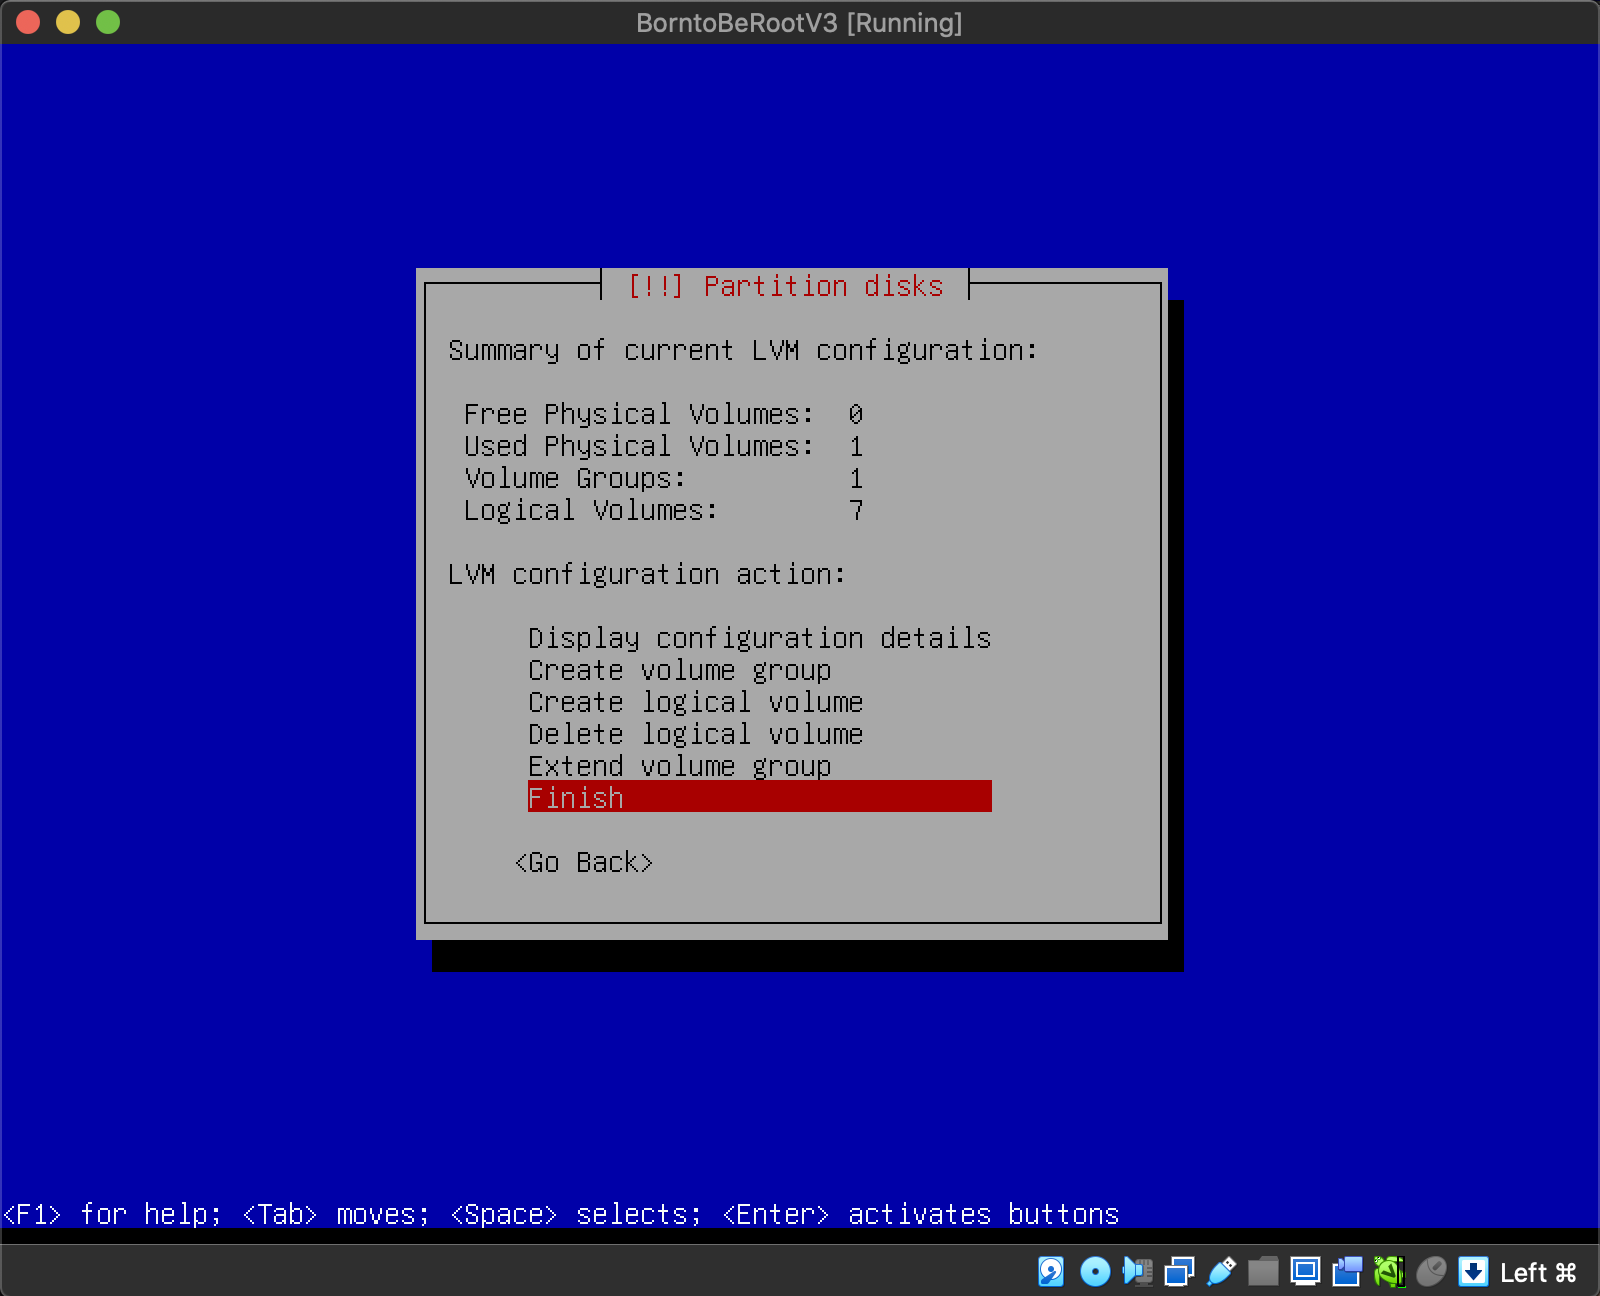 BorntoBeRootV3 [Running]
[!!] Partition disks
Summary of current LVM configuration:
Free Physical Volumes: 0
Used Physical Volumes: 1
Volume Groups: 1
Logical Volumes: 7
LVM configuration action:
Display configuration details
Create volume group
Create logical volume
Delete logical volume
Extend volume group
Finish
<Go Back>
<F1> for help; <Tab> moves; <Space> selects; <Enter> activates buttons
Left ⌘